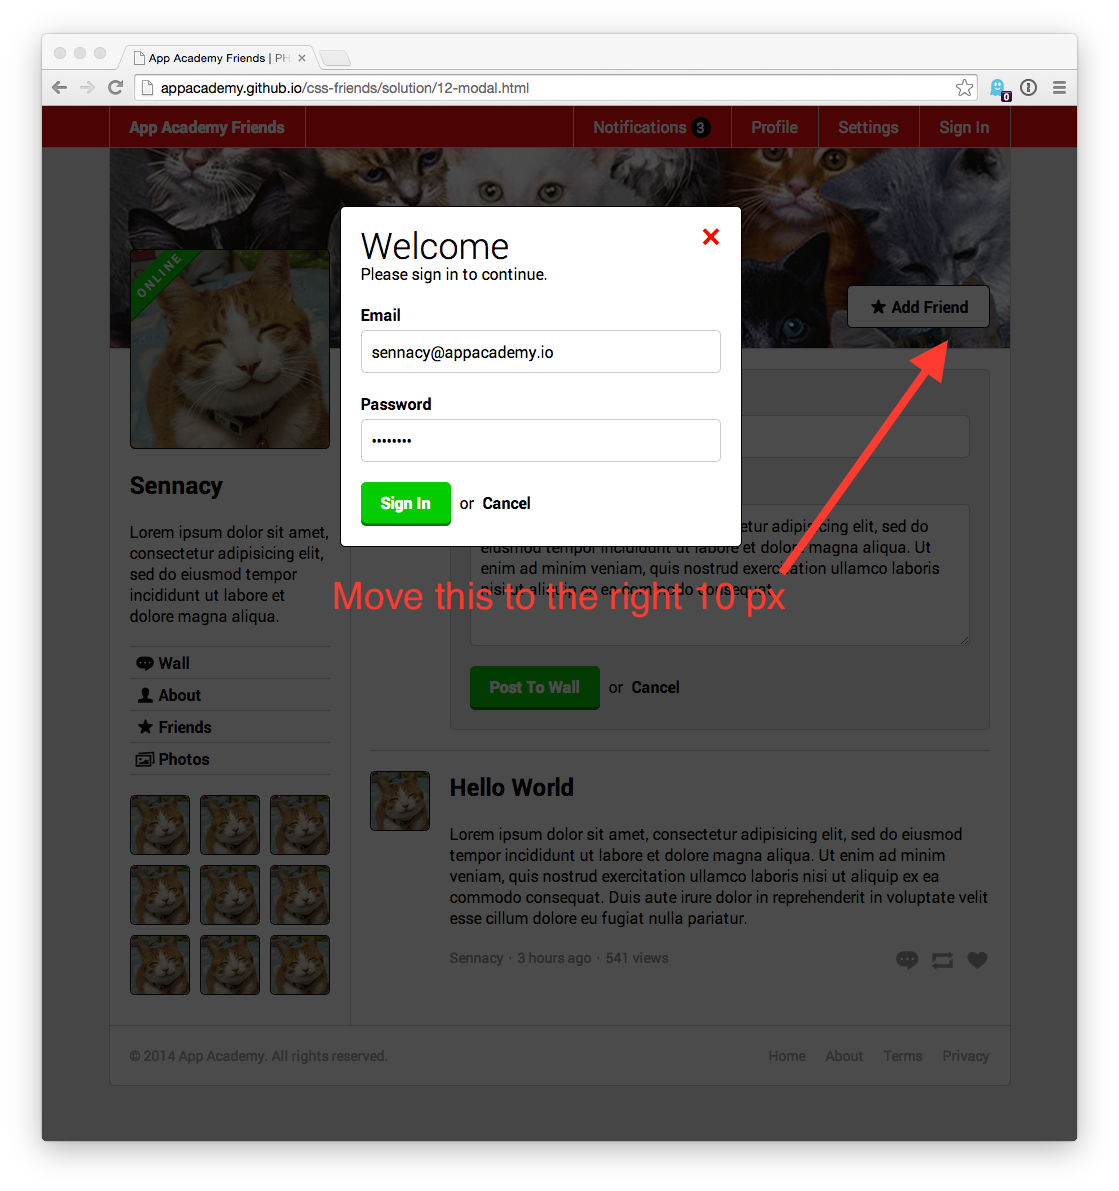 App Academy Friends | PH
appacademy.github.io/css-friends/solution/12-modal.html
0
App Academy Friends
Notifications 3
Profile
Settings
Sign In
ONLINE
Welcome
Please sign in to continue.
Email
sennacy@appacademy.io
Password
••••••••
Sign In or Cancel
Add Friend
Move this to the right 10 px
Sennacy
Lorem ipsum dolor sit amet,
consectetur adipisicing elit,
sed do eiusmod tempor
incididunt ut labore et
dolore magna aliqua.
Wall
About
Friends
Photos
etur adipisicing elit, sed do
eiusmod tempor incididunt ut labore et dolore magna aliqua. Ut
enim ad minim veniam, quis nostrud exercitation ullamco laboris
nisi ut aliquip ex ea commodo consequat.
Post To Wall or Cancel
Hello World
Lorem ipsum dolor sit amet, consectetur adipisicing elit, sed do eiusmod
tempor incididunt ut labore et dolore magna aliqua. Ut enim ad minim
veniam, quis nostrud exercitation ullamco laboris nisi ut aliquip ex ea
commodo consequat. Duis aute irure dolor in reprehenderit in voluptate velit
esse cillum dolore eu fugiat nulla pariatur.
Sennacy · 3 hours ago · 541 views
© 2014 App Academy. All rights reserved.
Home
About
Terms
Privacy